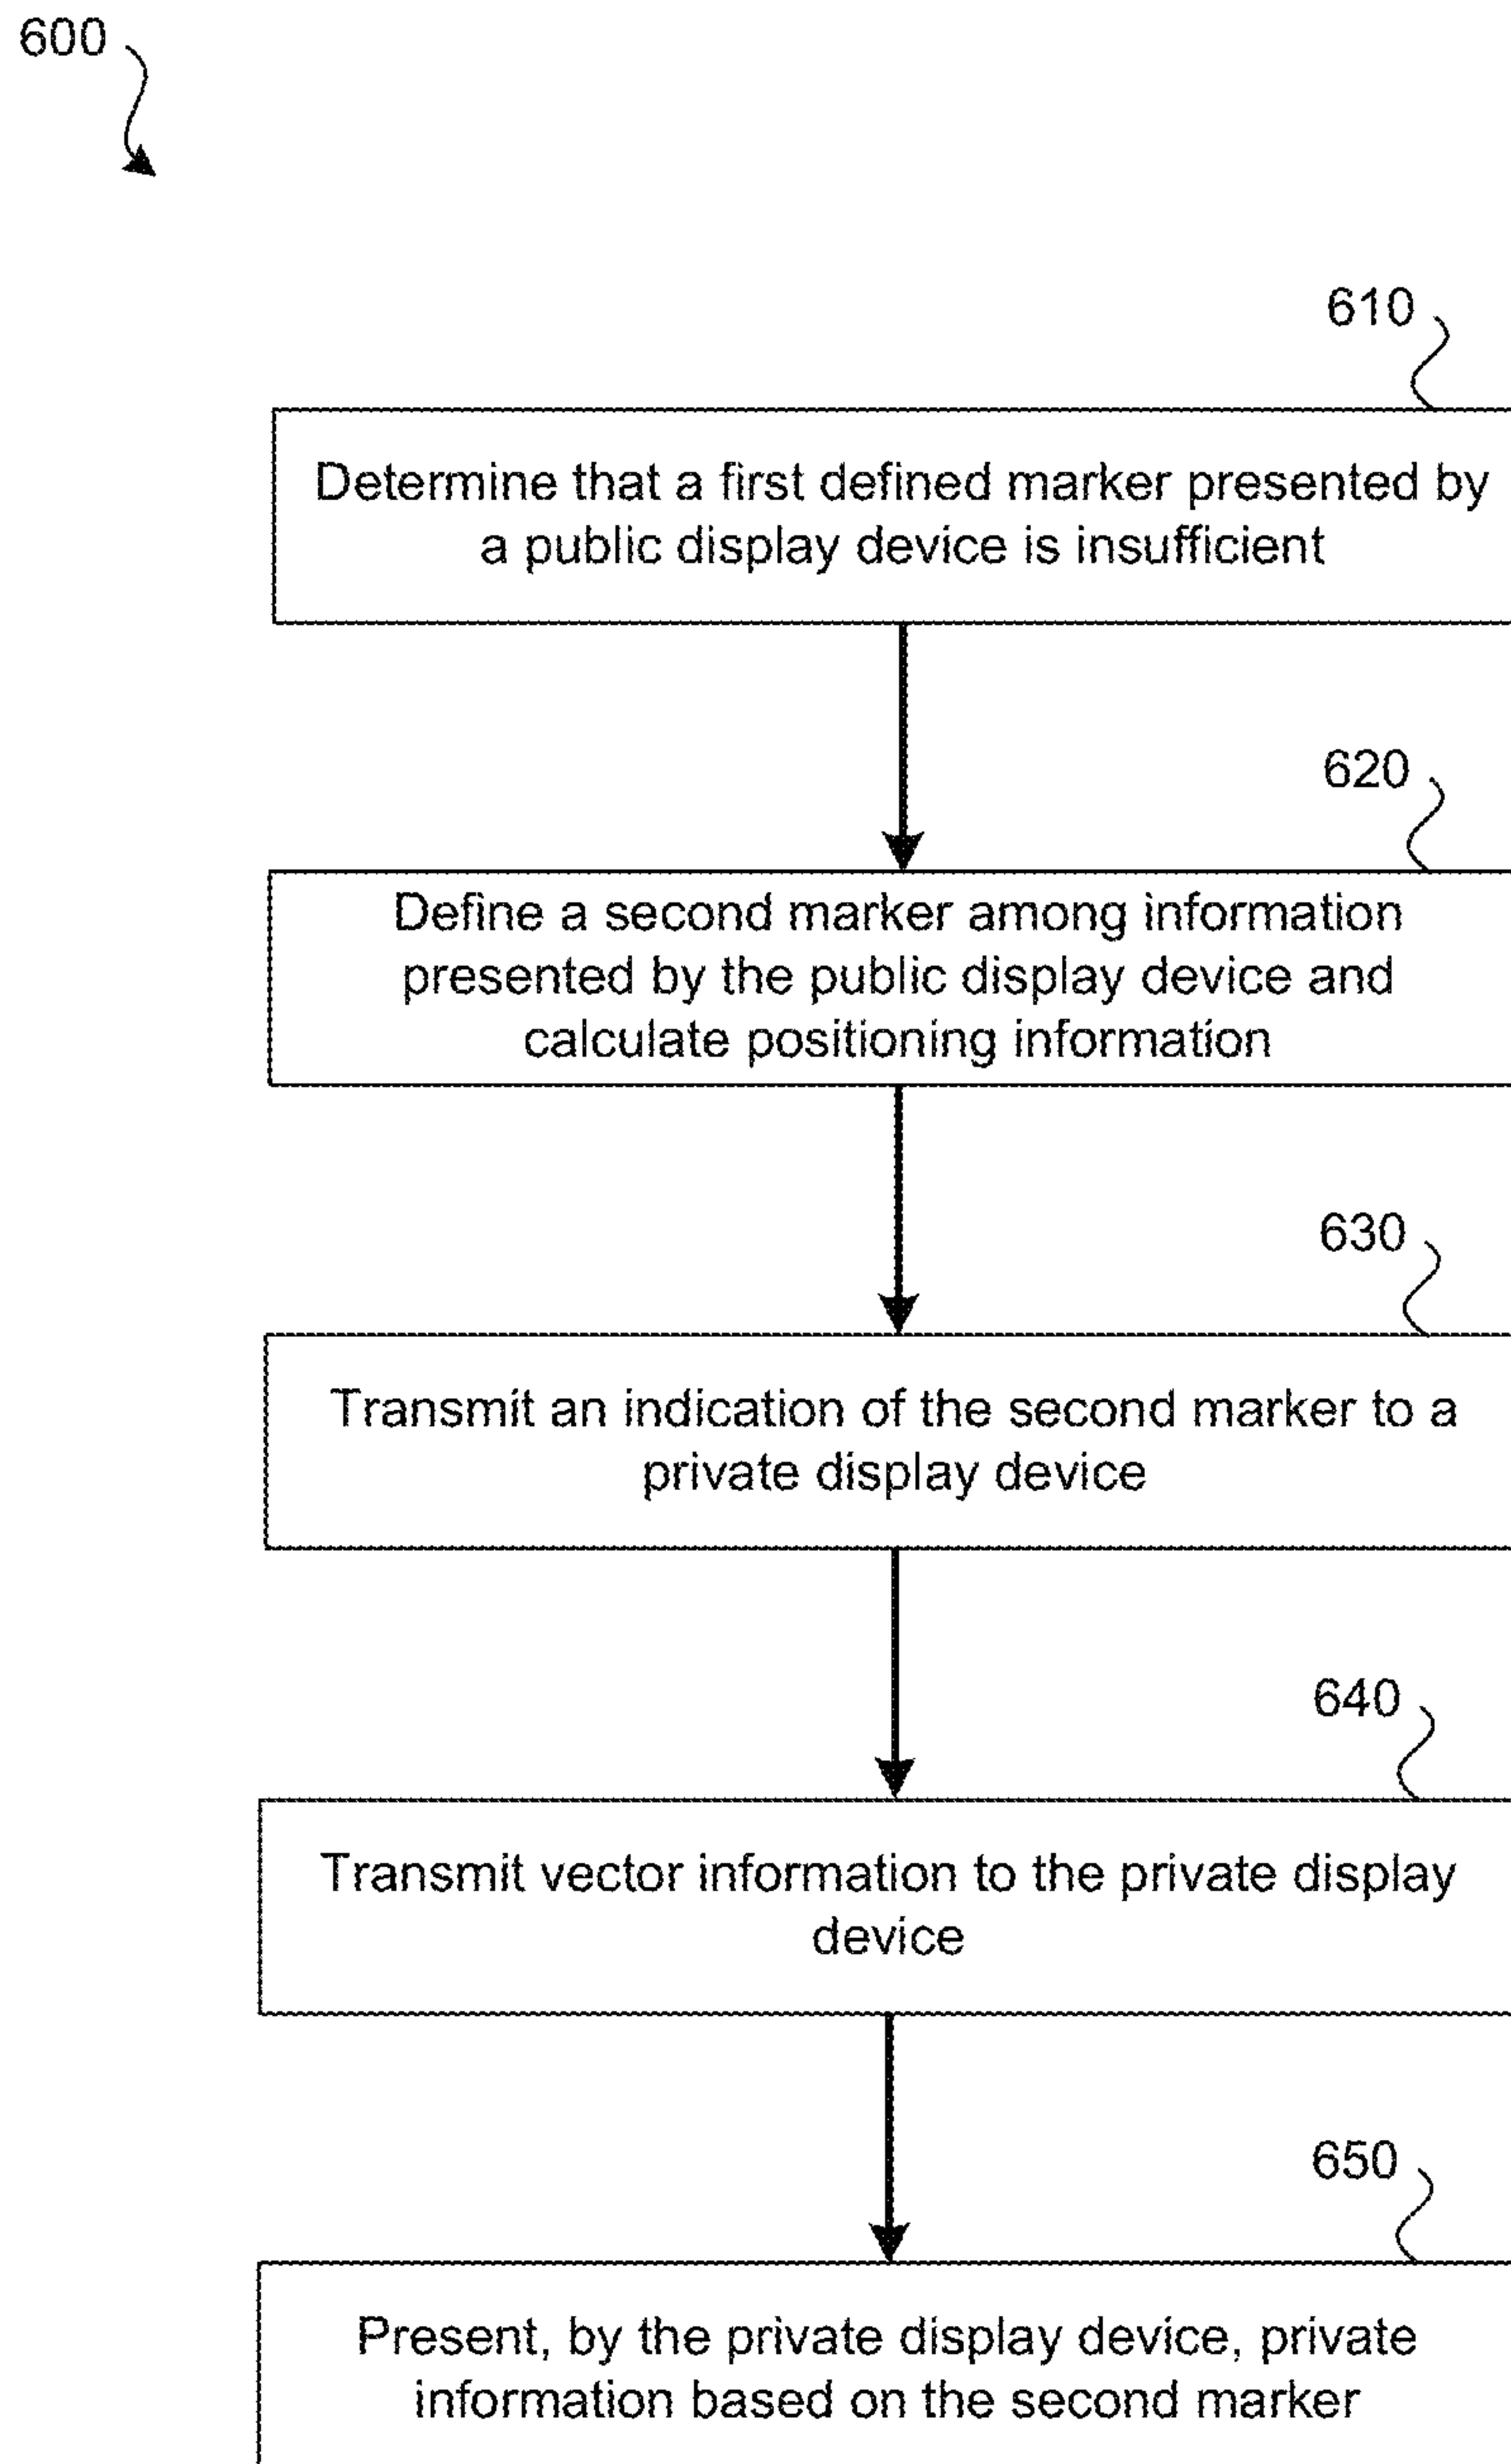 600
610
Determine that a first defined marker presented by
a public display device is insufficient
620
Define a second marker among information
presented by the public display device and
calculate positioning information
630
Transmit an indication of the second marker to a
private display device
640
Transmit vector information to the private display
device
650
Present, by the private display device, private
information based on the second marker